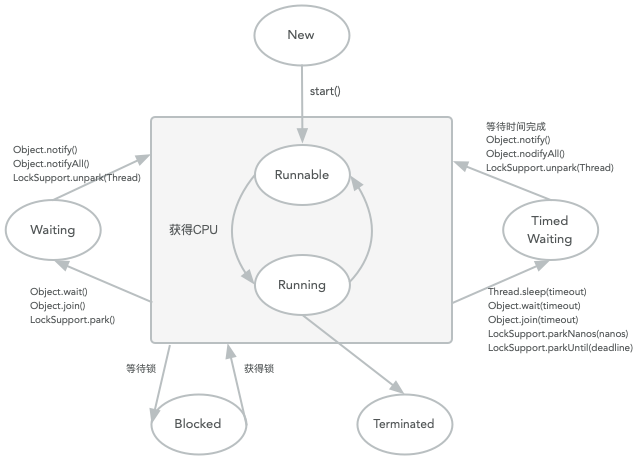 New
start()
等待时间完成
Object.notify()
Object.nodifyAll()
LockSupport.unpark(Thread)
Object.notify()
Object.notifyAll()
LockSupport.unpark(Thread)
Runnable
Waiting
获得CPU
Timed
Waiting
Running
Object.wait()
Object.join()
LockSupport.park()
Thread.sleep(timeout)
Object.wait(timeout)
Object.join(timeout)
LockSupport.parkNanos(nanos)
LockSupport.parkUntil(deadline)
等待锁
获得锁
Blocked
Terminated